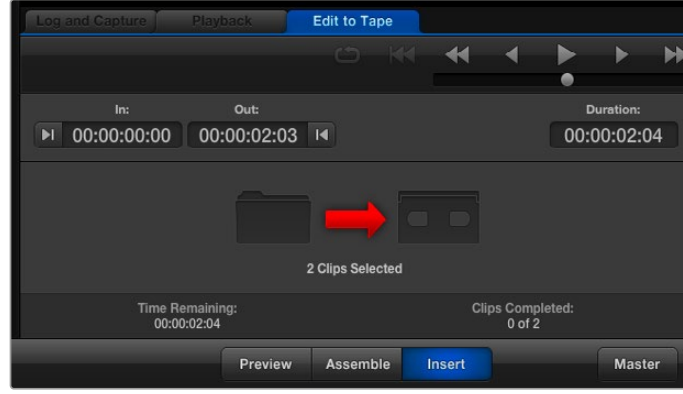 Log and Capture Playback Edit to Tape
In: Out: Duration:
00:00:00:00 00:00:02:03 00:00:02:04
2 Clips Selected
Time Remaining: Clips Completed:
00:00:02:04 0 of 2
Preview Assemble Insert Master